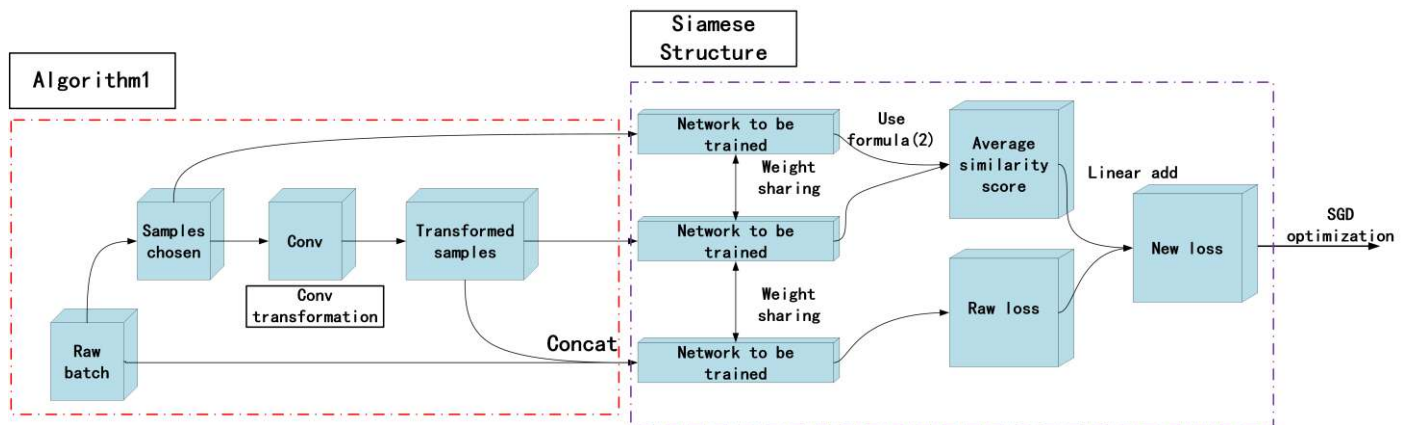 Siamese
Structure
Algorithm1
Raw
batch
Samples
chosen
Conv
Conv
transformation
Transformed
samples
Concat
Network to be
trained
Weight
sharing
Network to be
trained
Weight
sharing
Network to be
trained
Use
formula(2)
Average
similarity
score
Raw loss
Linear add
New loss
SGD
optimization